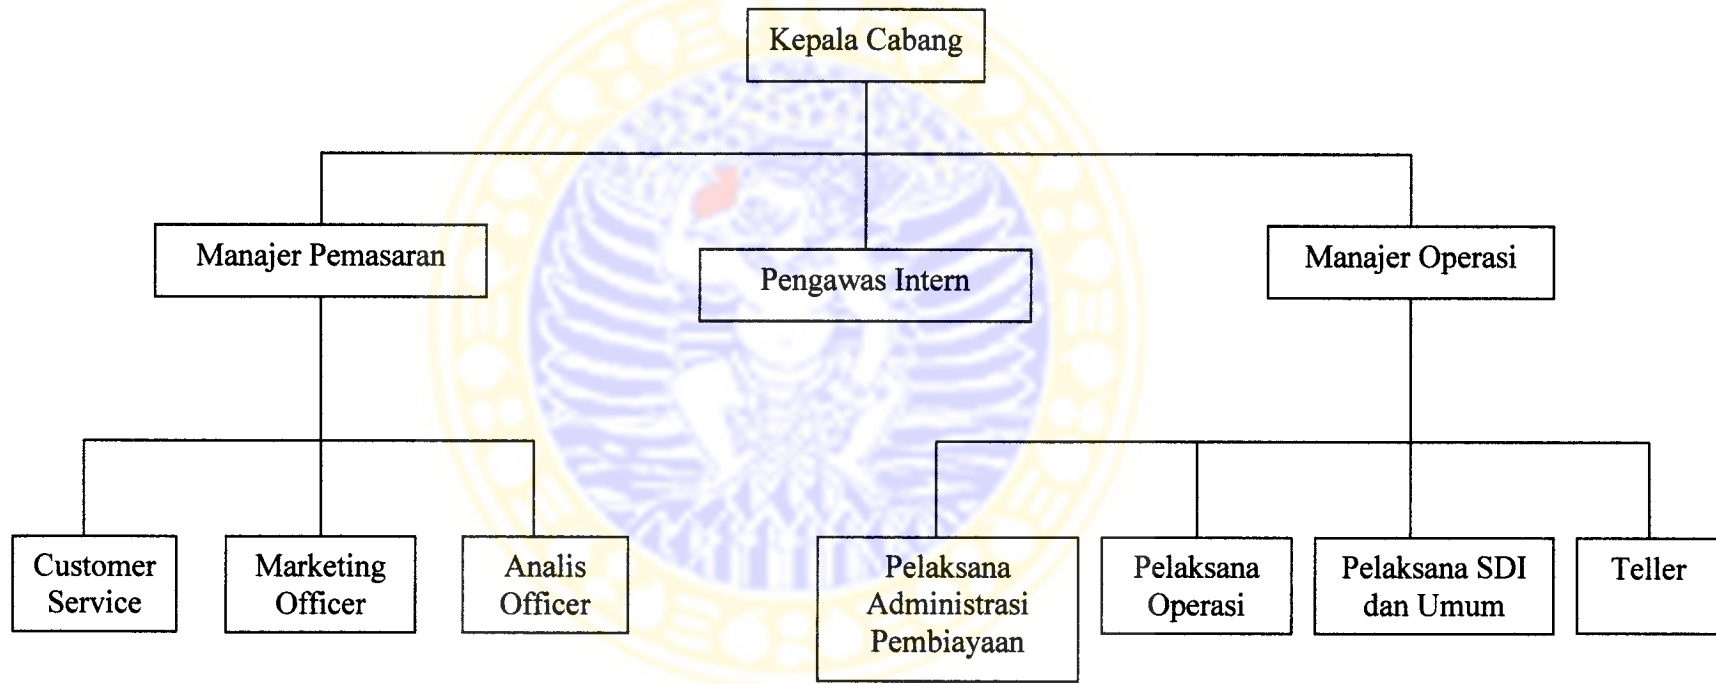 Kepala Cabang
Manajer Pemasaran
Pengawas Intern
Manajer Operasi
Customer
Service
Marketing
Officer
Analis
Officer
Pelaksana
Administrasi
Pembiayaan
Pelaksana
Operasi
Pelaksana SDI
dan Umum
Teller